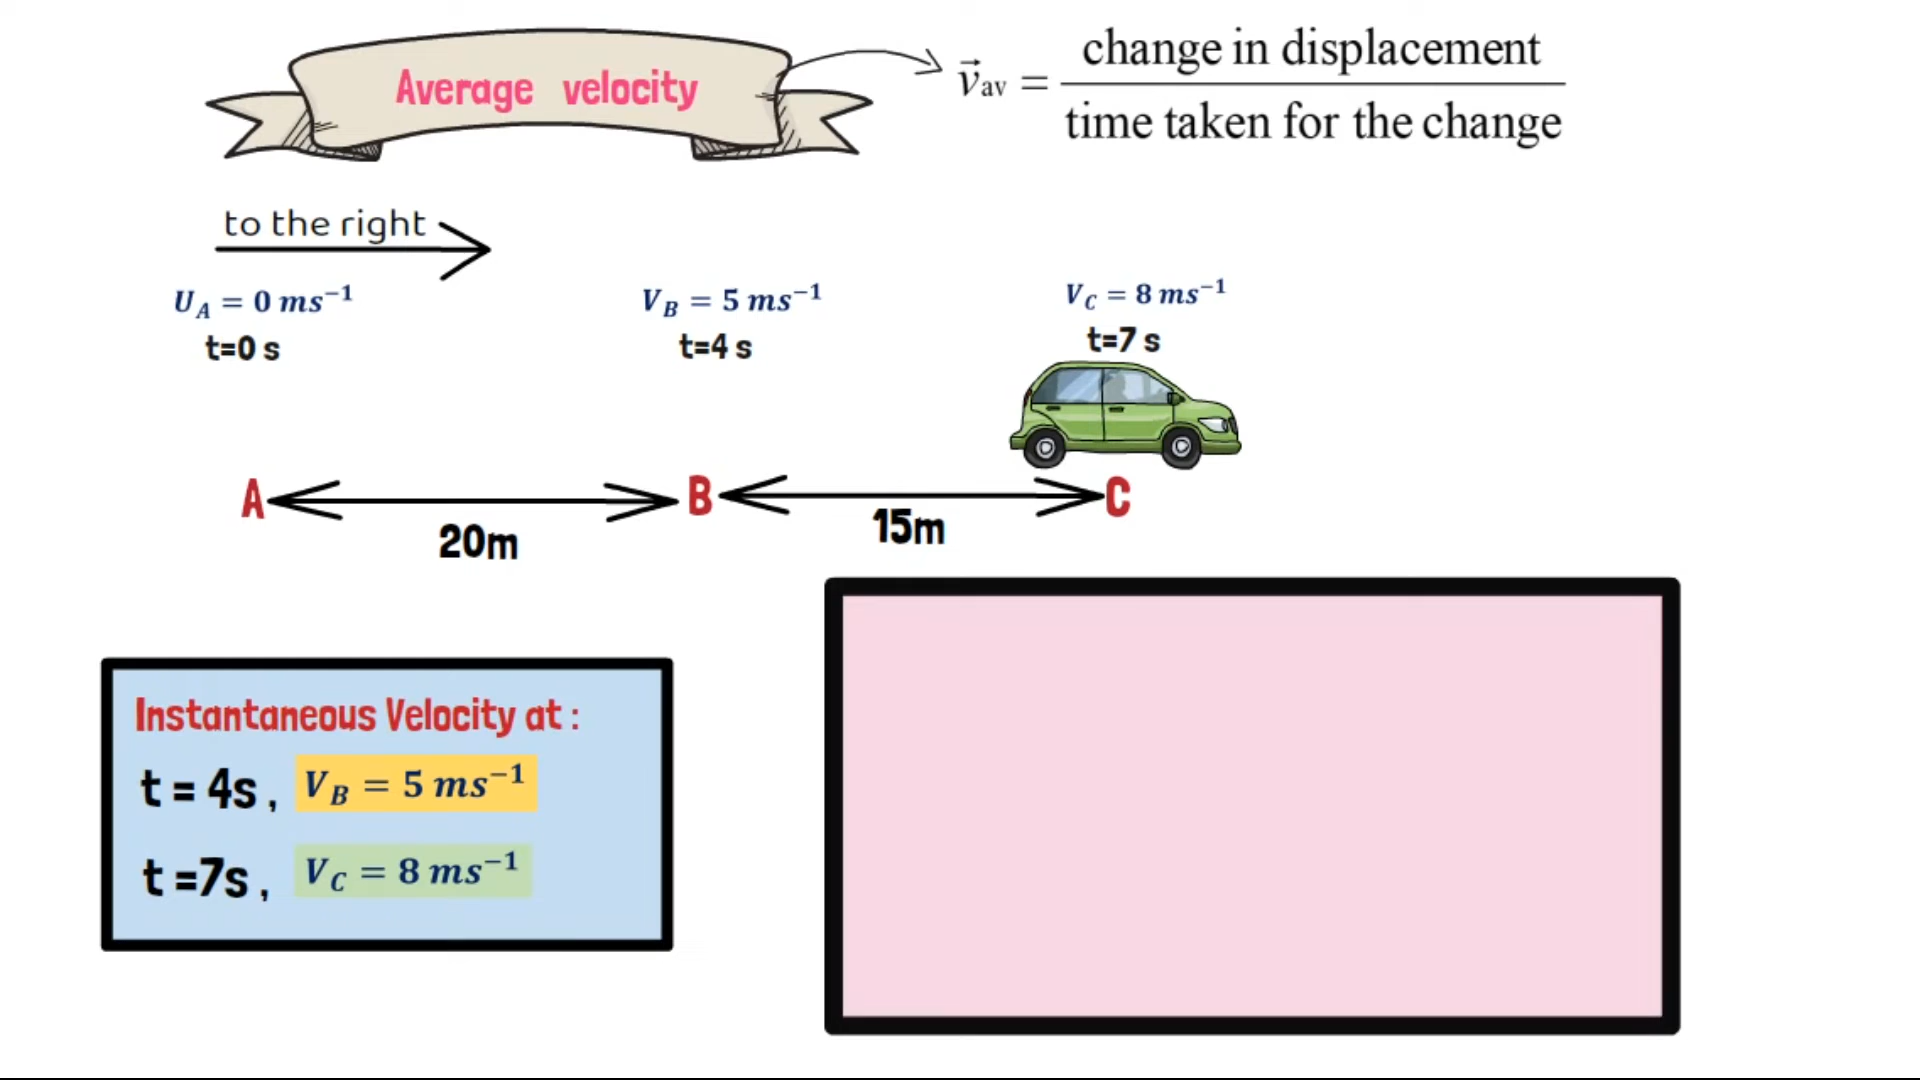 Average velocity
v⃗av = change in displacement / time taken for the change
to the right
U_A = 0 ms⁻¹
t=0 s
V_B = 5 ms⁻¹
t=4 s
V_C = 8 ms⁻¹
t=7 s
A B C
20m
15m
Instantaneous Velocity at :
t = 4s , V_B = 5 ms⁻¹
t =7s , V_C = 8 ms⁻¹